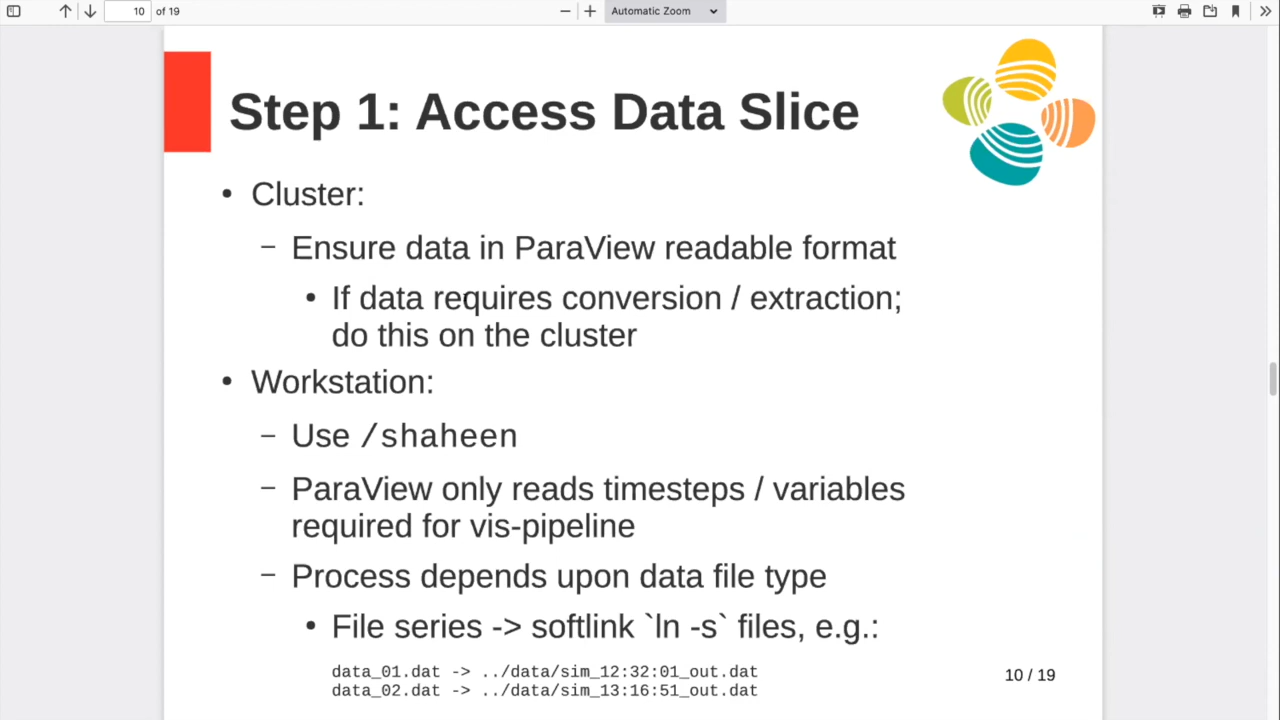 10 of 19
Automatic Zoom
Step 1: Access Data Slice
• Cluster:
– Ensure data in ParaView readable format
• If data requires conversion / extraction;
do this on the cluster
• Workstation:
– Use /shaheen
– ParaView only reads timesteps / variables
required for vis-pipeline
– Process depends upon data file type
• File series -> softlink `ln -s` files, e.g.:
data_01.dat -> ../data/sim_12:32:01_out.dat
data_02.dat -> ../data/sim_13:16:51_out.dat
10 / 19